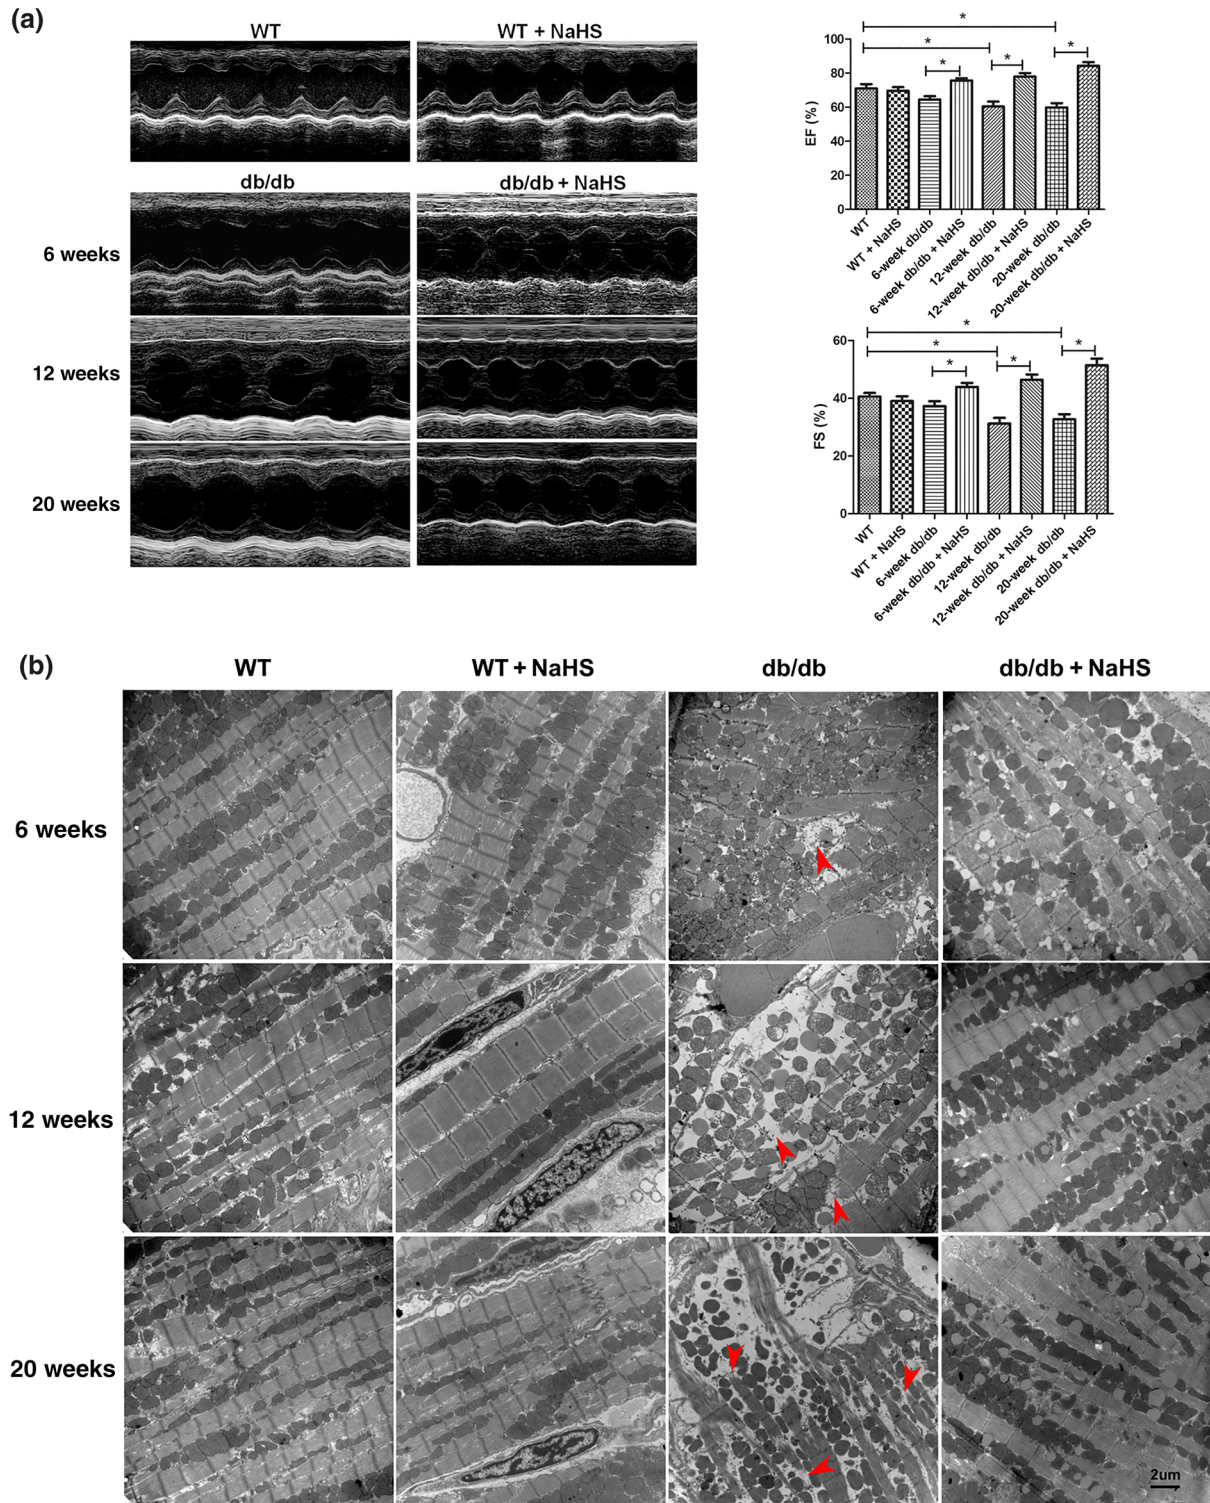 (a)
WT
WT + NaHS
db/db
db/db + NaHS
6 weeks
12 weeks
20 weeks
EF (%)
100
80
60
40
20
0
WT
WT + NaHS
6-week db/db
6-week db/db + NaHS
12-week db/db
12-week db/db + NaHS
20-week db/db
20-week db/db + NaHS
* * * * *
FS (%)
60
40
20
0
WT
WT + NaHS
6-week db/db
6-week db/db + NaHS
12-week db/db
12-week db/db + NaHS
20-week db/db
20-week db/db + NaHS
* * * * *
(b)
WT
WT + NaHS
db/db
db/db + NaHS
6 weeks
12 weeks
20 weeks
2um